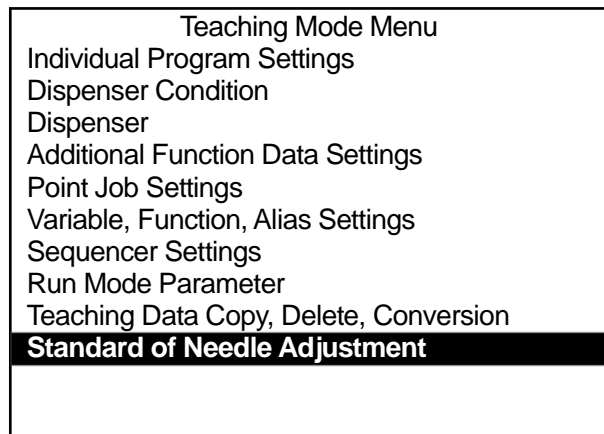 Teaching Mode Menu
Individual Program Settings
Dispenser Condition
Dispenser
Additional Function Data Settings
Point Job Settings
Variable, Function, Alias Settings
Sequencer Settings
Run Mode Parameter
Teaching Data Copy, Delete, Conversion
Standard of Needle Adjustment